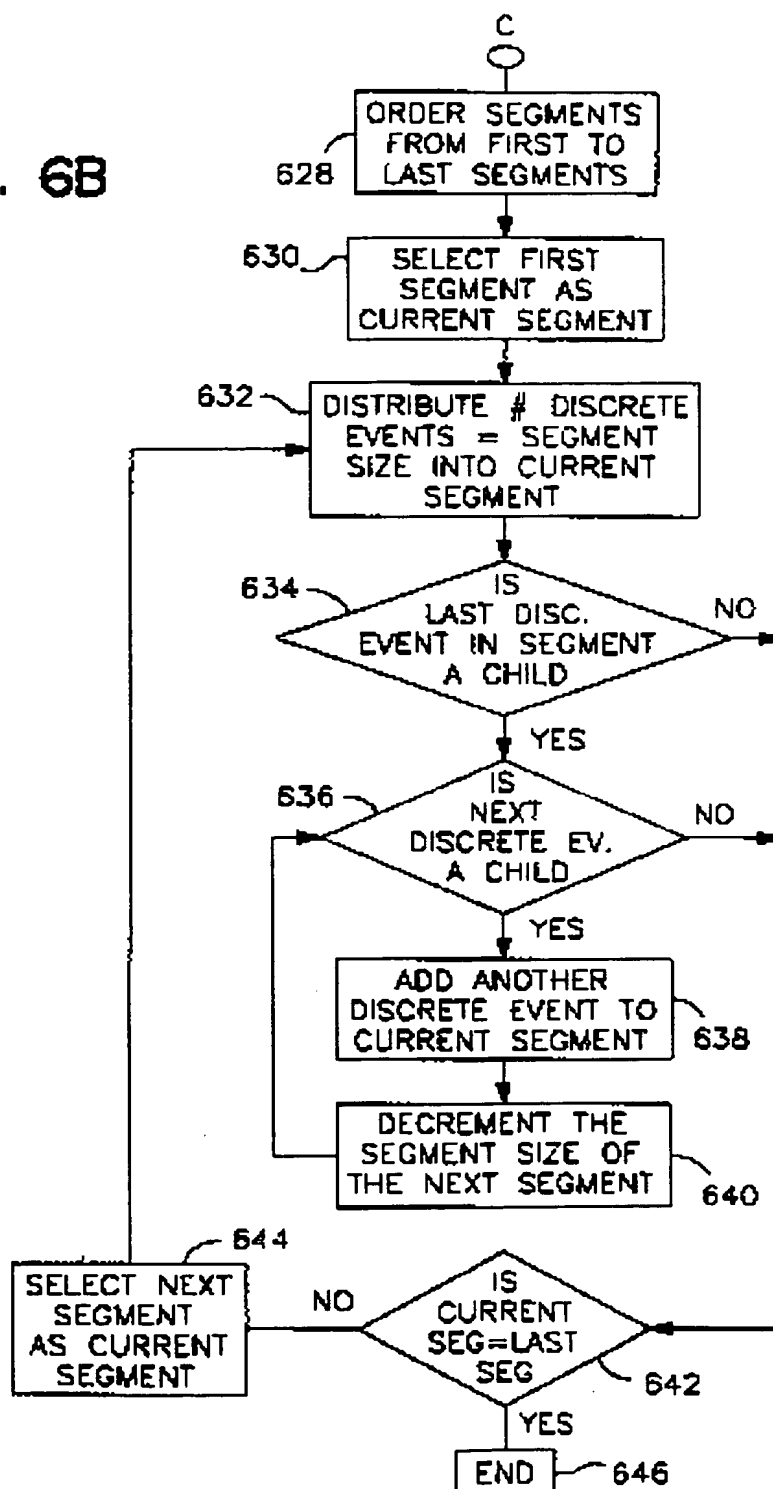 C
ORDER SEGMENTS
FROM FIRST TO
LAST SEGMENTS
628
. 6B
630
SELECT FIRST
SEGMENT AS
CURRENT SEGMENT
632
DISTRIBUTE # DISCRETE
EVENTS = SEGMENT
SIZE INTO CURRENT
SEGMENT
634
IS
LAST DISC.
EVENT IN SEGMENT
A CHILD
NO
YES
636
IS
NEXT
DISCRETE EV.
A CHILD
NO
YES
ADD ANOTHER
DISCRETE EVENT TO
CURRENT SEGMENT
638
DECREMENT THE
SEGMENT SIZE OF
THE NEXT SEGMENT
640
644
SELECT NEXT
SEGMENT
AS CURRENT
SEGMENT
NO
IS
CURRENT
SEG=LAST
SEG
642
YES
END
646